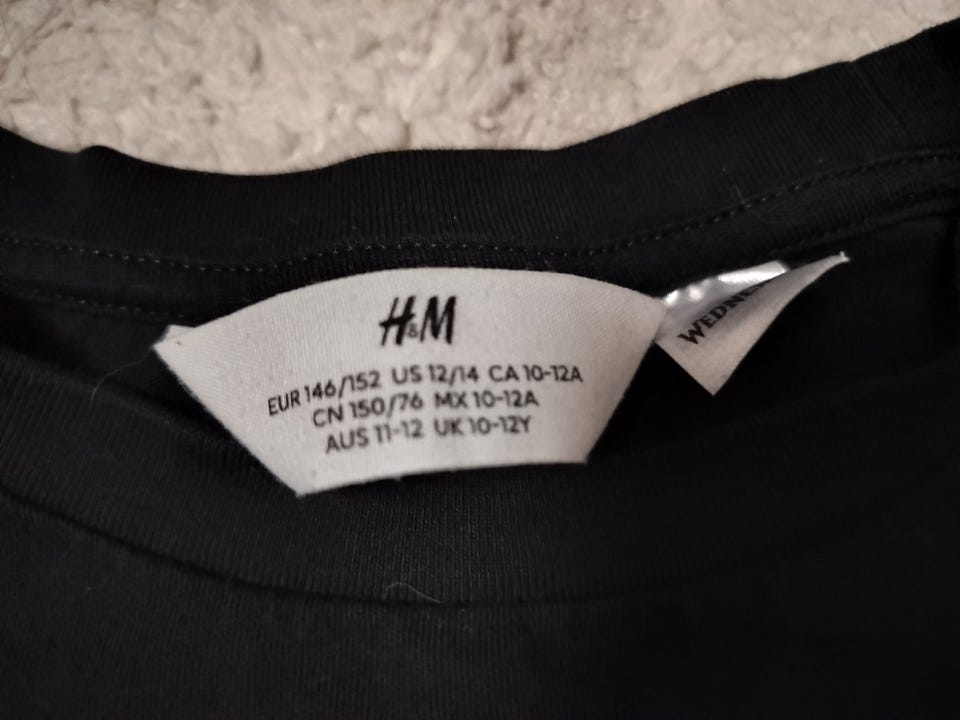 H&M
EUR 146/152 US 12/14 CA 10-12A
CN 150/76 MX 10-12A
AUS 11-12 UK 10-12Y